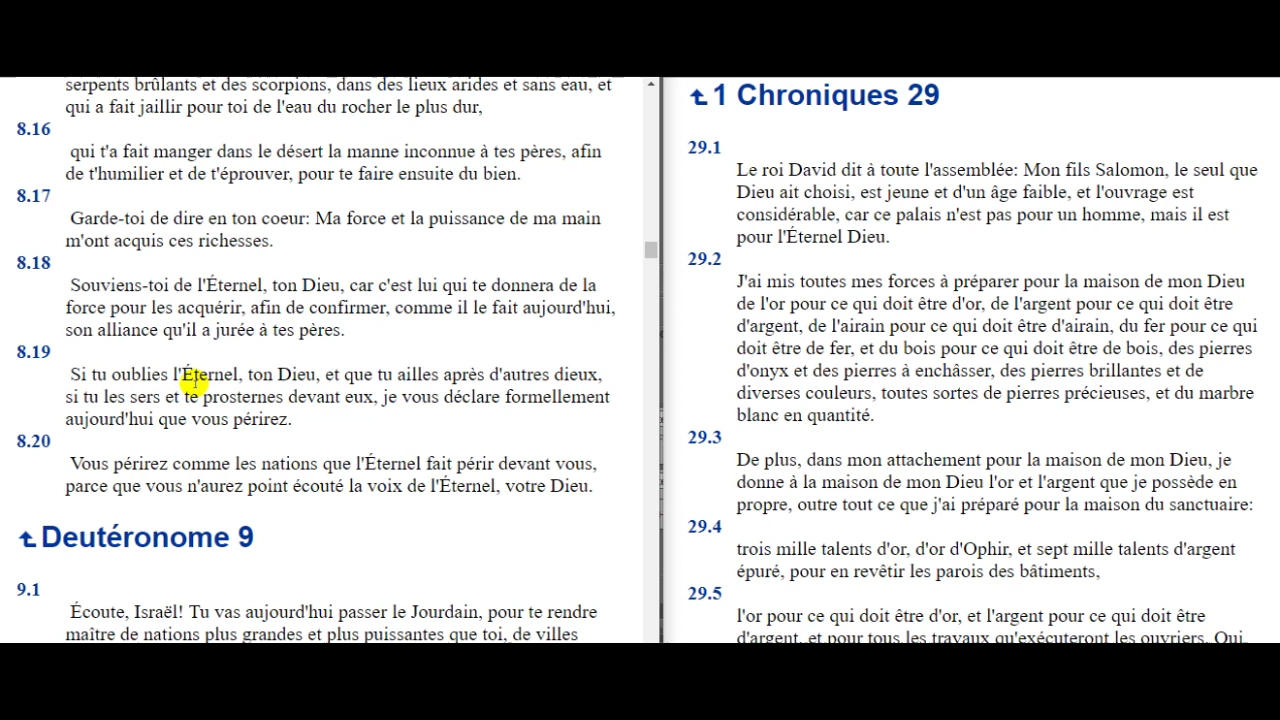 serpents brûlants et des scorpions, dans des lieux arides et sans eau, et
qui a fait jaillir pour toi de l'eau du rocher le plus dur,
8.16
qui t'a fait manger dans le désert la manne inconnue à tes pères, afin
de t'humilier et de t'éprouver, pour te faire ensuite du bien.
8.17
Garde-toi de dire en ton coeur: Ma force et la puissance de ma main
m'ont acquis ces richesses.
8.18
Souviens-toi de l'Éternel, ton Dieu, car c'est lui qui te donnera de la
force pour les acquérir, afin de confirmer, comme il le fait aujourd'hui,
son alliance qu'il a jurée à tes pères.
8.19
Si tu oublies l'Éternel, ton Dieu, et que tu ailles après d'autres dieux,
si tu les sers et te prosternes devant eux, je vous déclare formellement
aujourd'hui que vous périrez.
8.20
Vous périrez comme les nations que l'Éternel fait périr devant vous,
parce que vous n'aurez point écouté la voix de l'Éternel, votre Dieu.
Deutéronome 9
9.1
Écoute, Israël! Tu vas aujourd'hui passer le Jourdain, pour te rendre
maître de nations plus grandes et plus puissantes que toi, de villes
1 Chroniques 29
29.1
Le roi David dit à toute l'assemblée: Mon fils Salomon, le seul que
Dieu ait choisi, est jeune et d'un âge faible, et l'ouvrage est
considérable, car ce palais n'est pas pour un homme, mais il est
pour l'Éternel Dieu.
29.2
J'ai mis toutes mes forces à préparer pour la maison de mon Dieu
de l'or pour ce qui doit être d'or, de l'argent pour ce qui doit être
d'argent, de l'airain pour ce qui doit être d'airain, du fer pour ce qui
doit être de fer, et du bois pour ce qui doit être de bois, des pierres
d'onyx et des pierres à enchâsser, des pierres brillantes et de
diverses couleurs, toutes sortes de pierres précieuses, et du marbre
blanc en quantité.
29.3
De plus, dans mon attachement pour la maison de mon Dieu, je
donne à la maison de mon Dieu l'or et l'argent que je possède en
propre, outre tout ce que j'ai préparé pour la maison du sanctuaire:
29.4
trois mille talents d'or, d'or d'Ophir, et sept mille talents d'argent
épuré, pour en revêtir les parois des bâtiments,
29.5
l'or pour ce qui doit être d'or, et l'argent pour ce qui doit être
d'argent, et pour tous les travaux qu'exécuteront les ouvriers. Qui